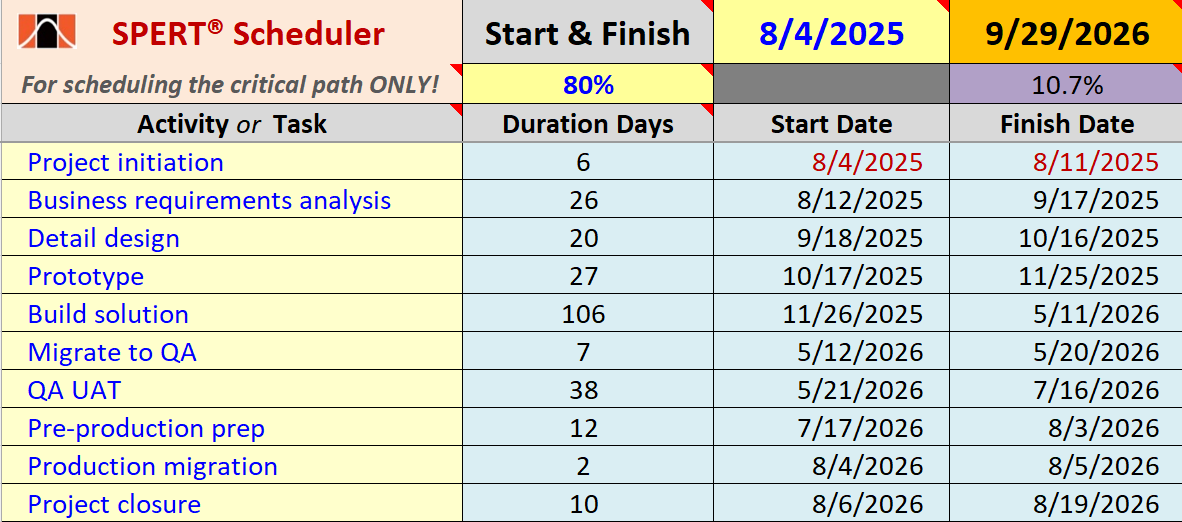 SPERT® Scheduler Start & Finish 8/4/2025 9/29/2026
For scheduling the critical path ONLY! 80% 10.7%
Activity or Task Duration Days Start Date Finish Date
Project initiation 6 8/4/2025 8/11/2025
Business requirements analysis 26 8/12/2025 9/17/2025
Detail design 20 9/18/2025 10/16/2025
Prototype 27 10/17/2025 11/25/2025
Build solution 106 11/26/2025 5/11/2026
Migrate to QA 7 5/12/2026 5/20/2026
QA UAT 38 5/21/2026 7/16/2026
Pre-production prep 12 7/17/2026 8/3/2026
Production migration 2 8/4/2026 8/5/2026
Project closure 10 8/6/2026 8/19/2026